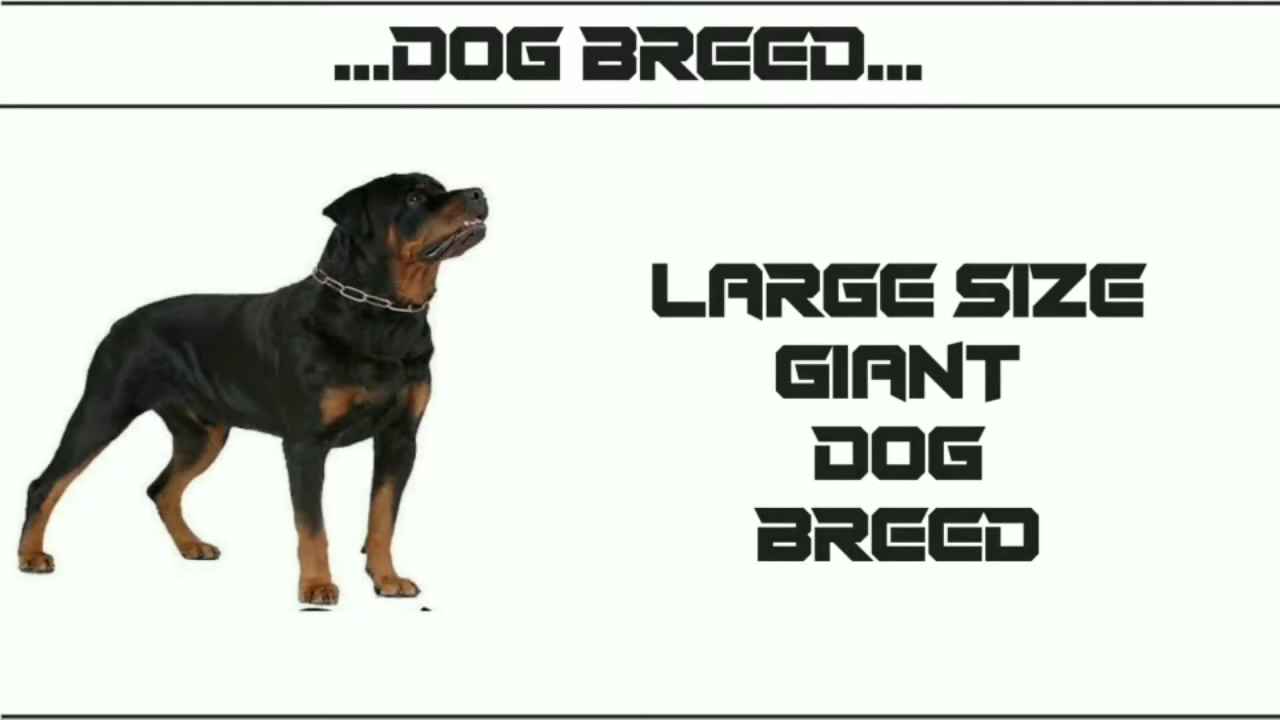 ...DOG BREED...
LARGE SIZE
GIANT
DOG
BREED